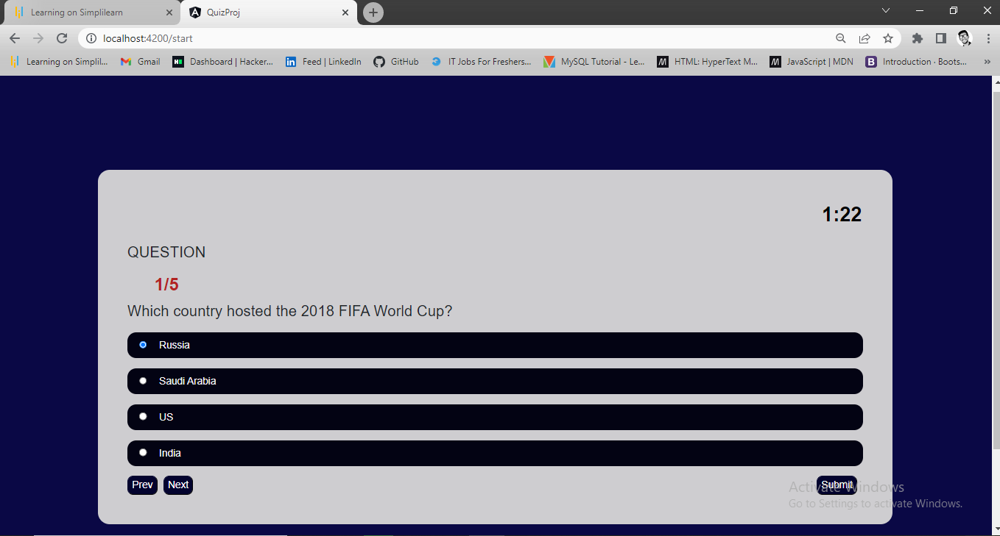 Learning on Simplilearn
QuizProj
localhost:4200/start
Learning on Simplil...
Gmail
Dashboard | Hacker...
Feed | LinkedIn
GitHub
IT Jobs For Freshers...
MySQL Tutorial - Le...
HTML: HyperText M...
JavaScript | MDN
B
Introduction · Boots...
»
1:22
QUESTION
1/5
Which country hosted the 2018 FIFA World Cup?
Russia
Saudi Arabia
US
India
Prev
Next
Submit
Activate Windows
Go to Settings to activate Windows.